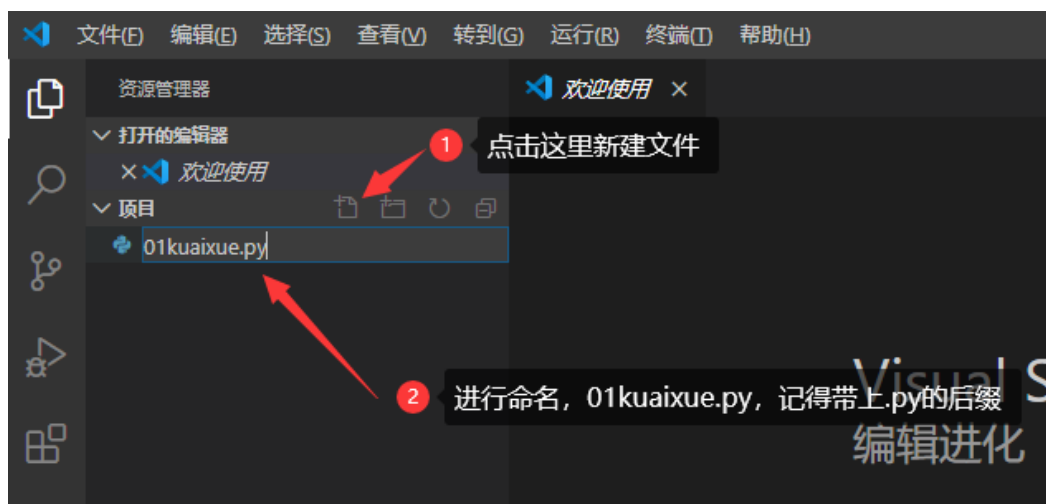 文件(F) 编辑(E) 选择(S) 查看(V) 转到(G) 运行(R) 终端(T) 帮助(H)
资源管理器
欢迎使用
打开的编辑器
1 点击这里新建文件
欢迎使用
项目
01kuaixue.py
Visual S
2 进行命名，01kuaixue.py，记得带上.py的后缀
编辑进化